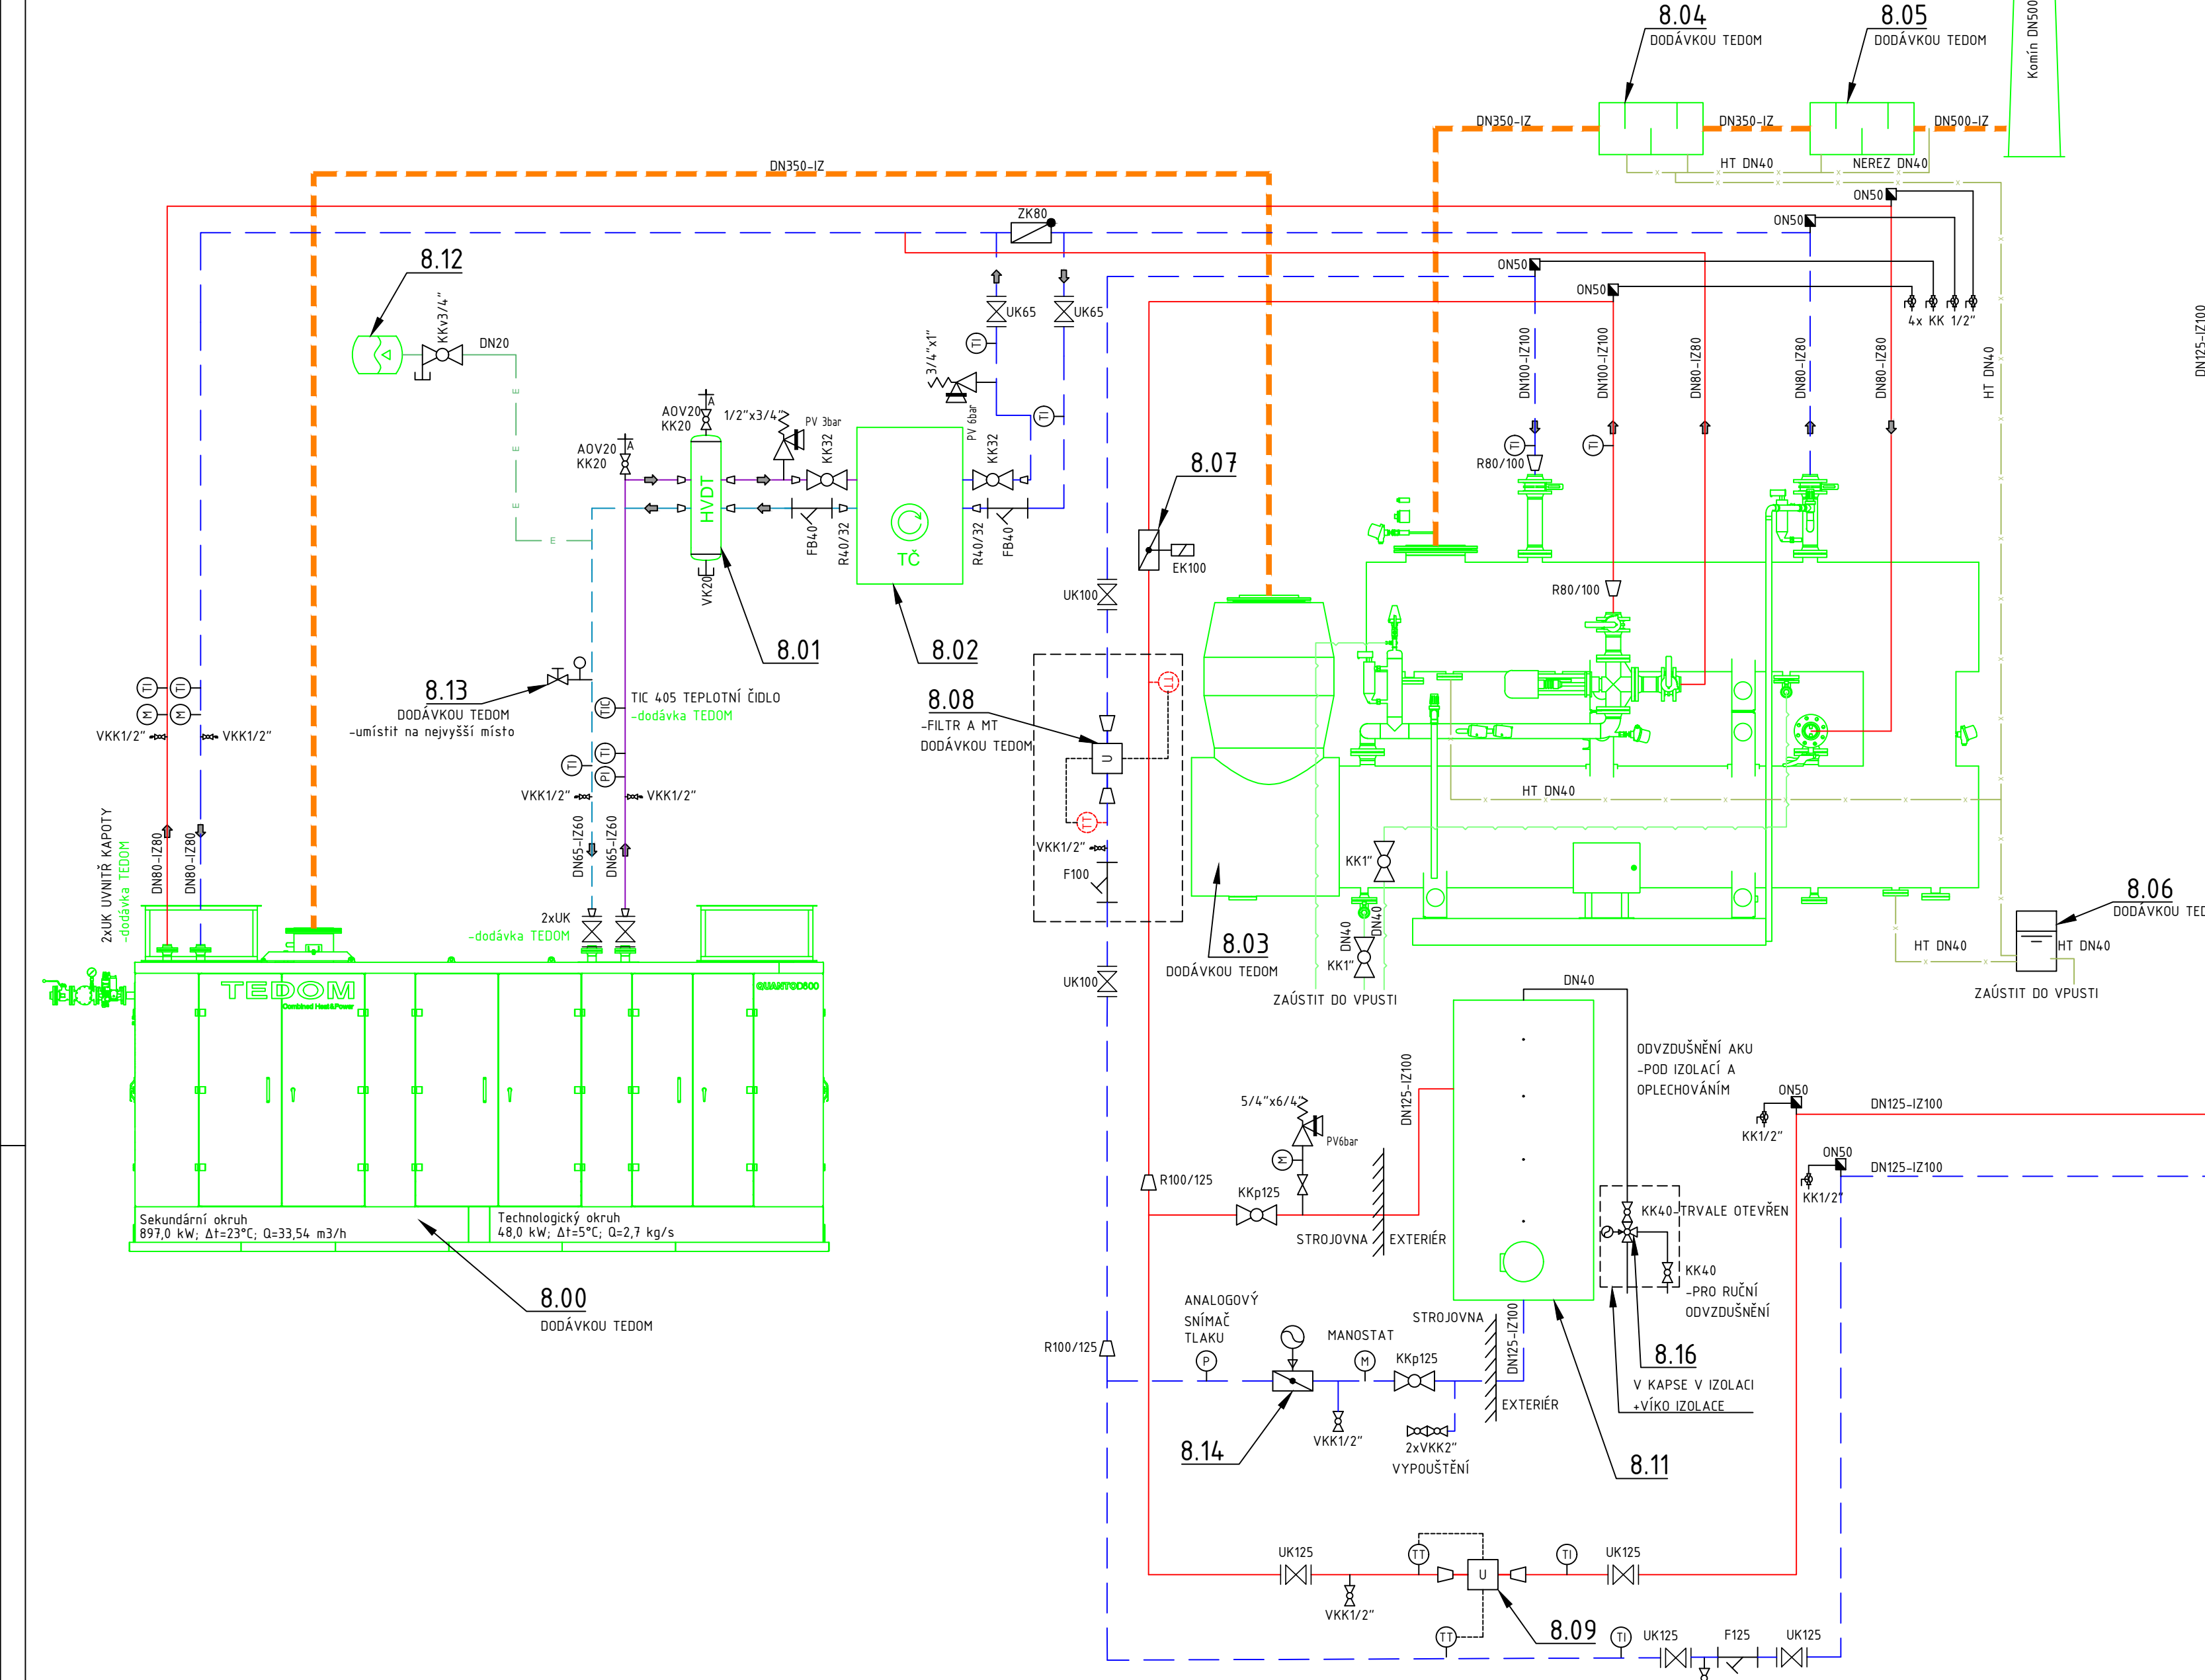 8.04
DODÁVKOU TEDOM
8.05
DODÁVKOU TEDOM
Komín DN500
DN350-IZ
DN350-IZ
DN500-IZ
HT DN40
NEREZ DN40
DN350-IZ
ZK80
ON50
ON50
ON50
ON50
4x KK 1/2"
HT DN40
DN125-IZ100
8.12
KKv3/4"
DN20
E
E
E
UK65
UK65
TI
TI
3/4"x1"
PV 6bar
AOV20
KK20
A
1/2"x3/4"
PV 3bar
KK32
KK32
AOV20
KK20
A
HVDT
TČ
FB40
R40/32
R40/32
FB40
VK20
8.01
8.02
8.07
EK100
UK100
DN100-IZ100
DN100-IZ100
DN80-IZ80
DN80-IZ80
DN80-IZ80
TI
TI
R80/100
R80/100
8.13
DODÁVKOU TEDOM
-umístit na nejvyšší místo
TIC
TIC 405 TEPLOTNÍ ČIDLO
-dodávka TEDOM
TI
TI
M
M
VKK1/2"
VKK1/2"
TI
TI
PI
VKK1/2"
VKK1/2"
8.08
-FILTR A MT
DODÁVKOU TEDOM
TT
U
TT
VKK1/2"
F100
HT DN40
KK1"
DN40
DN40
KK1"
ZAÚSTIT DO VPUSTI
8.03
DODÁVKOU TEDOM
UK100
8.06
DODÁVKOU TED
HT DN40
HT DN40
ZAÚSTIT DO VPUSTI
2xUK UVNITŘ KAPOTY
-dodávka TEDOM
DN80-IZ80
DN80-IZ80
DN65-IZ60
DN65-IZ60
2xUK
-dodávka TEDOM
TEDOM
Combined Heat&Power
QUANTO D600
Sekundární okruh
897,0 kW; Δt=23°C; Q=33,54 m3/h
Technologický okruh
48,0 kW; Δt=5°C; Q=2,7 kg/s
8.00
DODÁVKOU TEDOM
DN40
ODVZDUŠNĚNÍ AKU
-POD IZOLACÍ A
OPLECHOVÁNÍM
DN125-IZ100
5/4"x6/4"
PV6bar
M
R100/125
KKp125
STROJOVNA
EXTERIÉR
ON50
KK1/2"
DN125-IZ100
ON50
KK1/2"
DN125-IZ100
KK40-TRVALE OTEVŘEN
KK40
-PRO RUČNÍ
ODVZDUŠNĚNÍ
8.16
V KAPSE V IZOLACI
+VÍKO IZOLACE
8.11
R100/125
ANALOGOVÝ
SNÍMAČ
TLAKU
P
MANOSTAT
M
KKp125
STROJOVNA
DN125-IZ100
EXTERIÉR
8.14
VKK1/2"
2xVKK2"
VYPOUŠTĚNÍ
UK125
VKK1/2"
TT
U
TI
UK125
8.09
TT
TI
UK125
F125
UK125